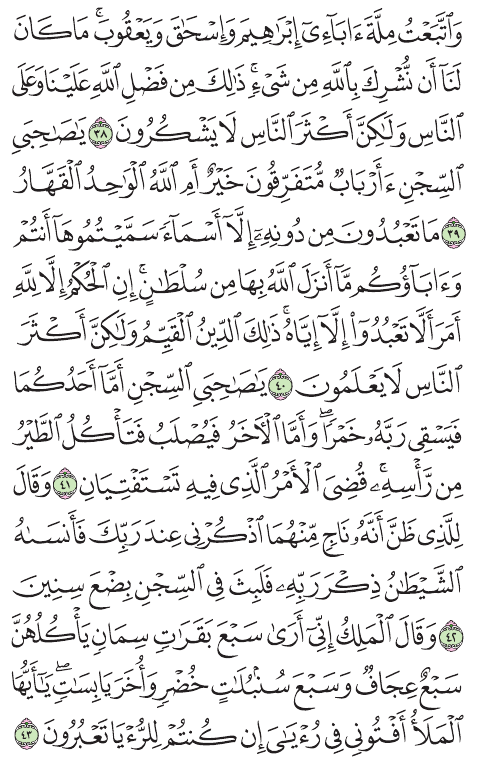 وَٱتَّبَعْتُ مِلَّةَ ءَابَآءِىٓ إِبْرَٰهِيمَ وَإِسْحَٰقَ وَيَعْقُوبَ ۚ مَا كَانَ
لَنَآ أَن نُّشْرِكَ بِٱللَّهِ مِن شَىْءٍ ۚ ذَٰلِكَ مِن فَضْلِ ٱللَّهِ عَلَيْنَا وَعَلَى
ٱلنَّاسِ وَلَٰكِنَّ أَكْثَرَ ٱلنَّاسِ لَا يَشْكُرُونَ ٣٨ يَٰصَٰحِبَىِ
ٱلسِّجْنِ ءَأَرْبَابٌ مُّتَفَرِّقُونَ خَيْرٌ أَمِ ٱللَّهُ ٱلْوَٰحِدُ ٱلْقَهَّارُ
٣٩ مَا تَعْبُدُونَ مِن دُونِهِۦٓ إِلَّآ أَسْمَآءً سَمَّيْتُمُوهَآ أَنتُمْ
وَءَابَآؤُكُم مَّآ أَنزَلَ ٱللَّهُ بِهَا مِن سُلْطَٰنٍ ۚ إِنِ ٱلْحُكْمُ إِلَّا لِلَّهِ
أَمَرَ أَلَّا تَعْبُدُوٓا۟ إِلَّآ إِيَّاهُ ۚ ذَٰلِكَ ٱلدِّينُ ٱلْقَيِّمُ وَلَٰكِنَّ أَكْثَرَ
ٱلنَّاسِ لَا يَعْلَمُونَ ٤٠ يَٰصَٰحِبَىِ ٱلسِّجْنِ أَمَّآ أَحَدُكُمَا
فَيَسْقِى رَبَّهُۥ خَمْرًا ۖ وَأَمَّا ٱلْءَاخَرُ فَيُصْلَبُ فَتَأْكُلُ ٱلطَّيْرُ
مِن رَّأْسِهِۦ ۚ قُضِىَ ٱلْأَمْرُ ٱلَّذِى فِيهِ تَسْتَفْتِيَانِ ٤١ وَقَالَ
لِلَّذِى ظَنَّ أَنَّهُۥ نَاجٍ مِّنْهُمَا ٱذْكُرْنِى عِندَ رَبِّكَ فَأَنسَىٰهُ
ٱلشَّيْطَٰنُ ذِكْرَ رَبِّهِۦ فَلَبِثَ فِى ٱلسِّجْنِ بِضْعَ سِنِينَ
٤٢ وَقَالَ ٱلْمَلِكُ إِنِّىٓ أَرَىٰ سَبْعَ بَقَرَٰتٍ سِمَانٍ يَأْكُلُهُنَّ
سَبْعٌ عِجَافٌ وَسَبْعَ سُنۢبُلَٰتٍ خُضْرٍ وَأُخَرَ يَابِسَٰتٍ ۖ يَٰٓأَيُّهَا
ٱلْمَلَأُ أَفْتُونِى فِى رُءْيَٰىَ إِن كُنتُمْ لِلرُّءْيَا تَعْبُرُونَ ٤٣